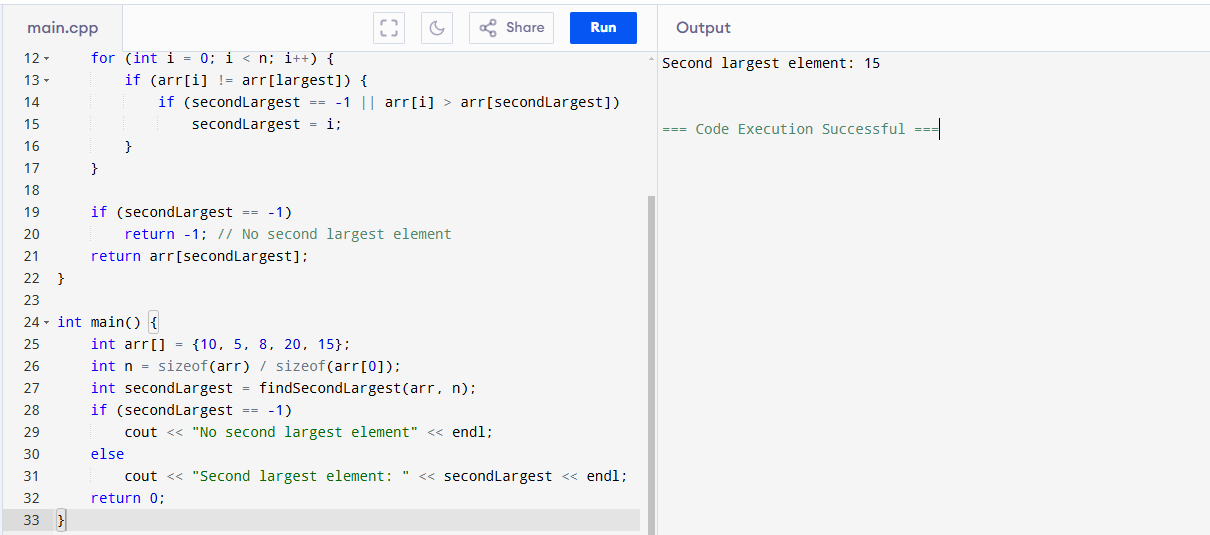 main.cpp
Share
Run
Output
12 for (int i = 0; i < n; i++) {
13 if (arr[i] != arr[largest]) {
14 if (secondLargest == -1 || arr[i] > arr[secondLargest])
15 secondLargest = i;
16 }
17 }
18
19 if (secondLargest == -1)
20 return -1; // No second largest element
21 return arr[secondLargest];
22 }
23
24 int main() {
25 int arr[] = {10, 5, 8, 20, 15};
26 int n = sizeof(arr) / sizeof(arr[0]);
27 int secondLargest = findSecondLargest(arr, n);
28 if (secondLargest == -1)
29 cout << "No second largest element" << endl;
30 else
31 cout << "Second largest element: " << secondLargest << endl;
32 return 0;
33 }
Second largest element: 15
=== Code Execution Successful ===